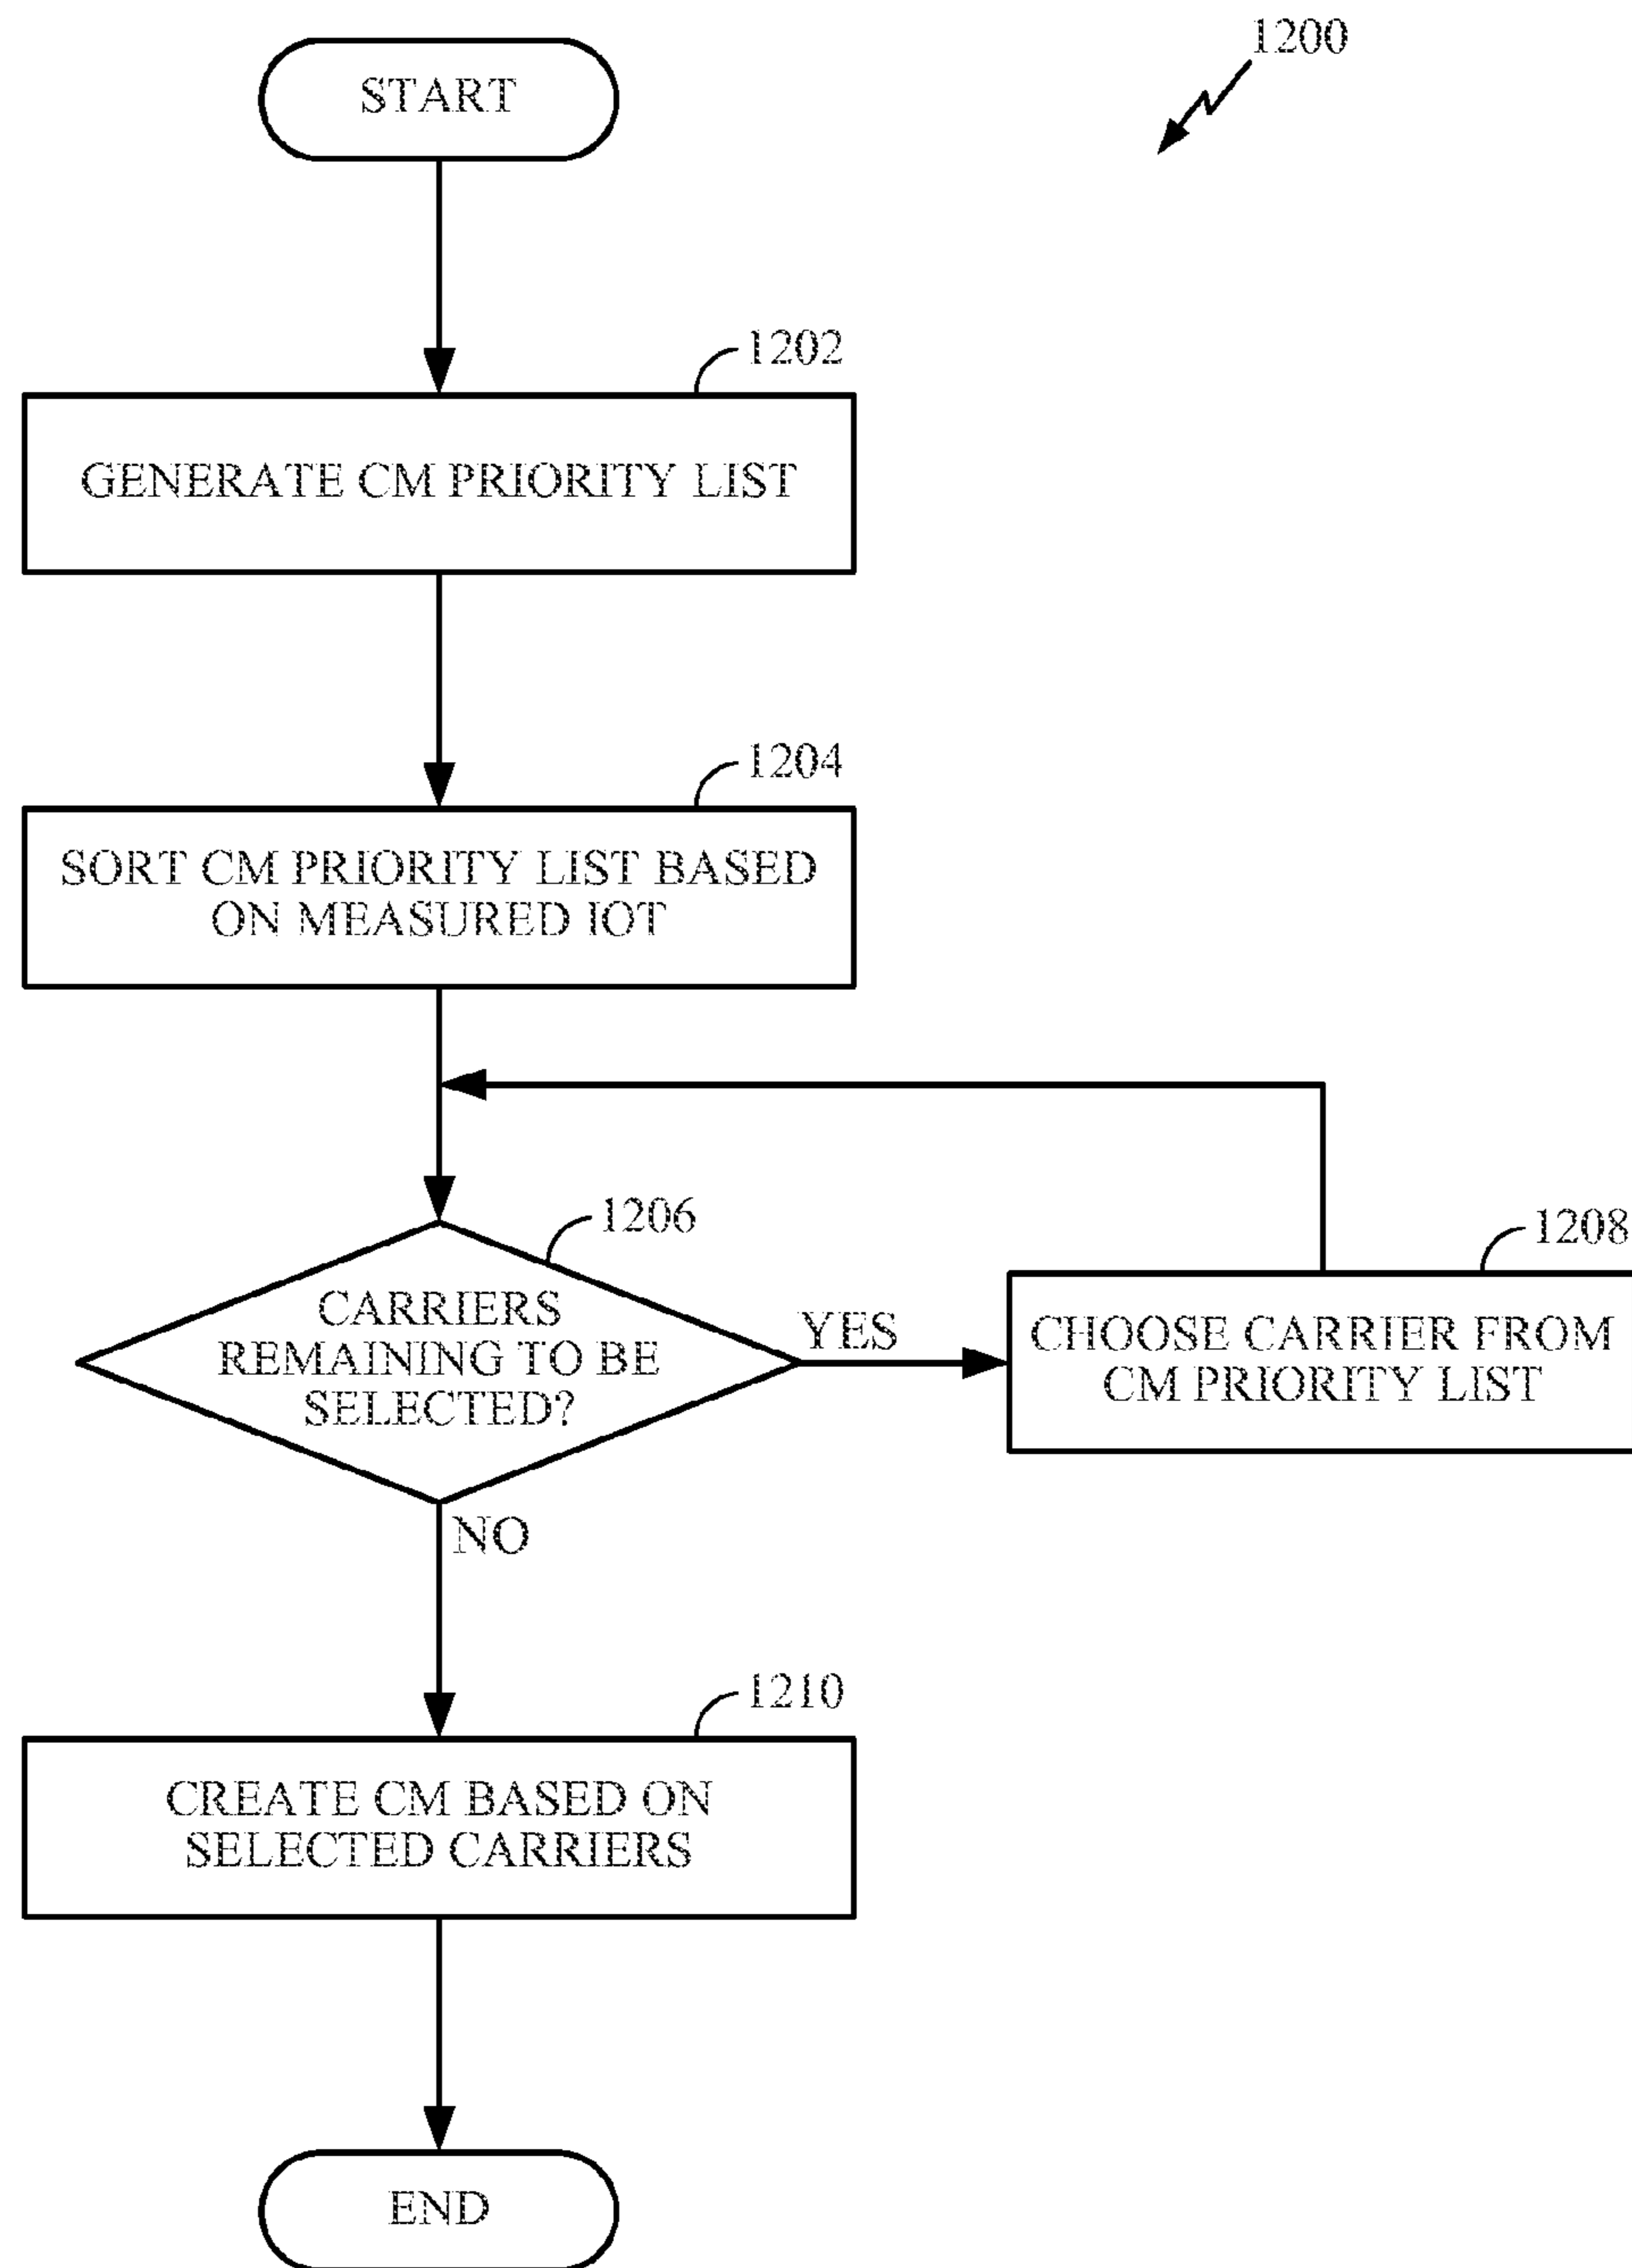 1200
START
1202
GENERATE CM PRIORITY LIST
1204
SORT CM PRIORITY LIST BASED
ON MEASURED IOT
1206
CARRIERS
REMAINING TO BE
SELECTED?
YES
1208
CHOOSE CARRIER FROM
CM PRIORITY LIST
NO
1210
CREATE CM BASED ON
SELECTED CARRIERS
END